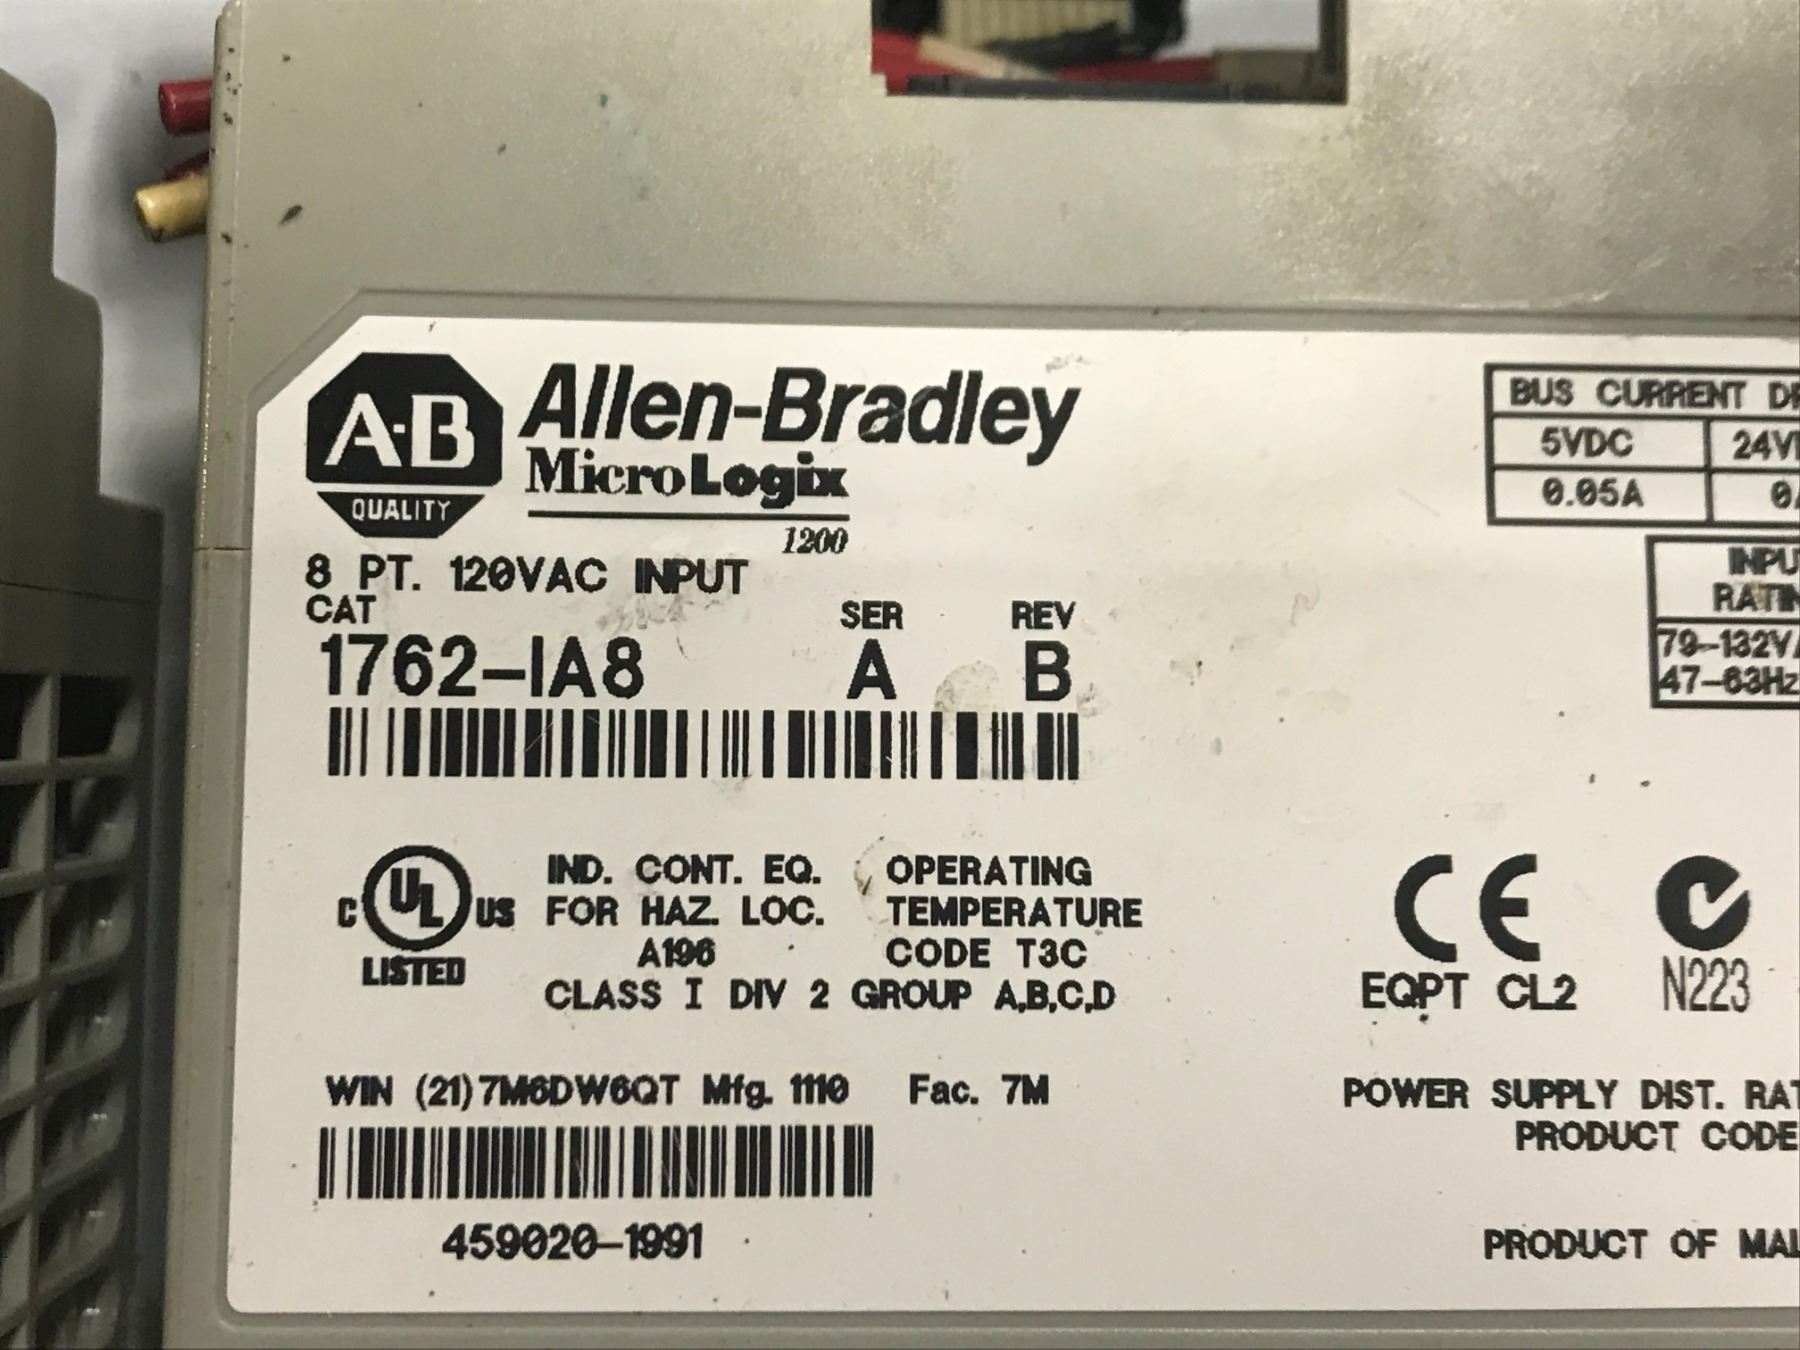 A-B
QUALITY
Allen-Bradley
MicroLogix
1200
8 PT. 120VAC INPUT
CAT SER REV
1762-IA8 A B
BUS CURRENT
5VDC
0.05A
79-132V
47-63Hz
C UL US
LISTED
IND. CONT. EQ.
FOR HAZ. LOC.
A196
CLASS I DIV 2 GROUP A,B,C,D
OPERATING
TEMPERATURE
CODE T3C
CE
EQPT CL2
N223
WIN (21)7M6DW6QT Mfg. 1110 Fac. 7M
459020-1991
POWER SUPPLY DIST.
PRODUCT CODE
PRODUCT OF